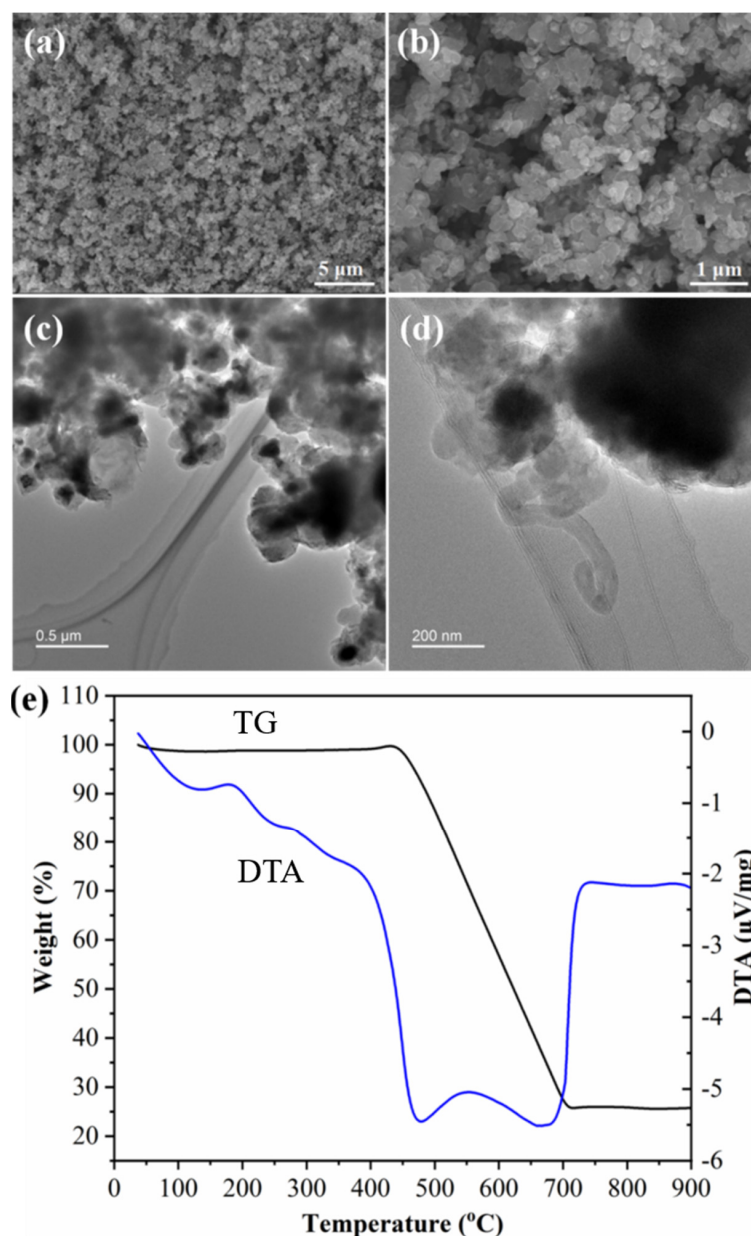 (a)
5 μm
(b)
1 μm
(c)
0.5 μm
(d)
200 nm
(e)
TG
DTA
110
100
90
80
70
60
50
40
30
20
Weight (%)
0
-1
-2
-3
-4
-5
-6
DTA (μV/mg)
0 100 200 300 400 500 600 700 800 900
Temperature (°C)